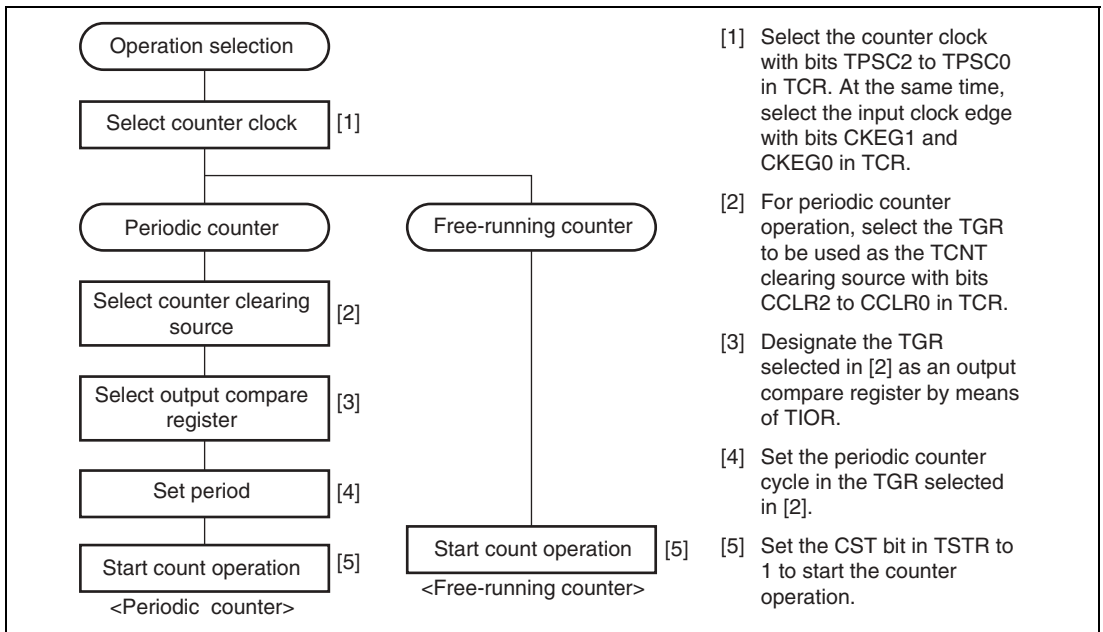 Operation selection
Select counter clock
[1]
Periodic counter
Free-running counter
Select counter clearing
source
[2]
Select output compare
register
[3]
Set period
[4]
Start count operation
[5]
<Periodic counter>
Start count operation
[5]
<Free-running counter>
[1] Select the counter clock
with bits TPSC2 to TPSC0
in TCR. At the same time,
select the input clock edge
with bits CKEG1 and
CKEG0 in TCR.
[2] For periodic counter
operation, select the TGR
to be used as the TCNT
clearing source with bits
CCLR2 to CCLR0 in TCR.
[3] Designate the TGR
selected in [2] as an output
compare register by means
of TIOR.
[4] Set the periodic counter
cycle in the TGR selected
in [2].
[5] Set the CST bit in TSTR to
1 to start the counter
operation.